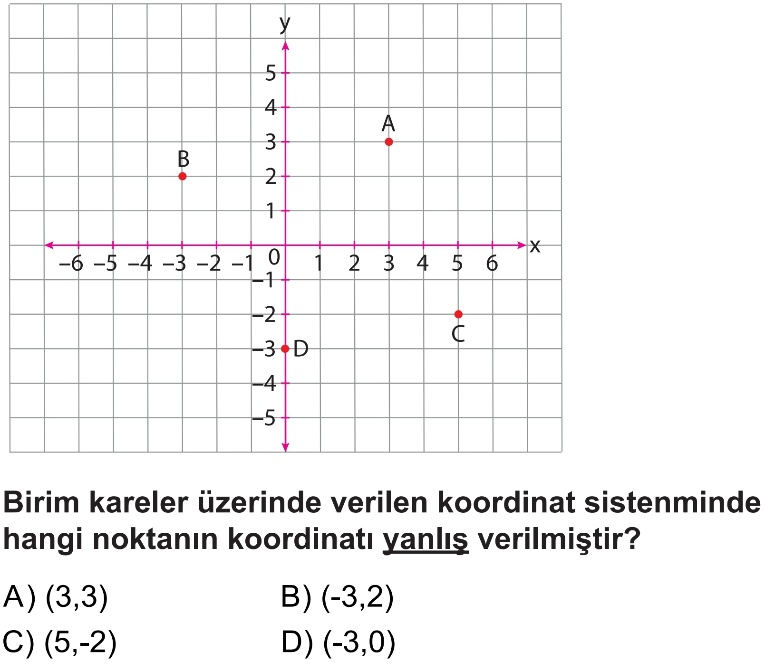 y
5
4
A
3
B
2
1
x
–6 –5 –4 –3 –2 –1 0 1 2 3 4 5 6
–1
–2
C
–3 D
–4
–5
Birim kareler üzerinde verilen koordinat sistenminde
hangi noktanın koordinatı yanlış verilmiştir?
A) (3,3) B) (-3,2)
C) (5,-2) D) (-3,0)